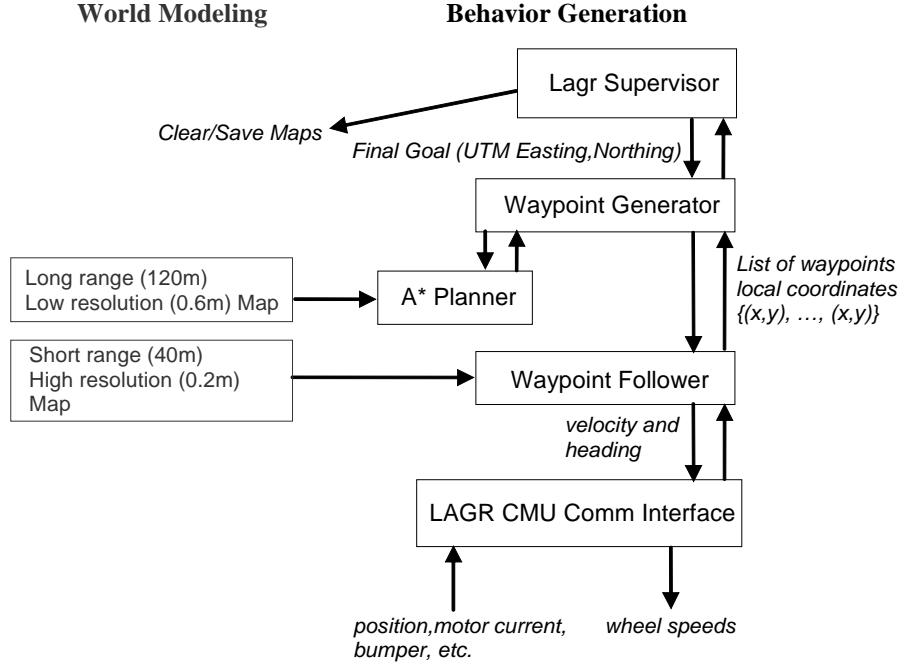 World Modeling
Behavior Generation
Lagr Supervisor
Clear/Save Maps
Final Goal (UTM Easting,Northing)
Waypoint Generator
Long range (120m)
Low resolution (0.6m) Map
A* Planner
List of waypoints
local coordinates
{(x,y), …, (x,y)}
Short range (40m)
High resolution (0.2m)
Map
Waypoint Follower
velocity and
heading
LAGR CMU Comm Interface
position,motor current,
bumper, etc.
wheel speeds